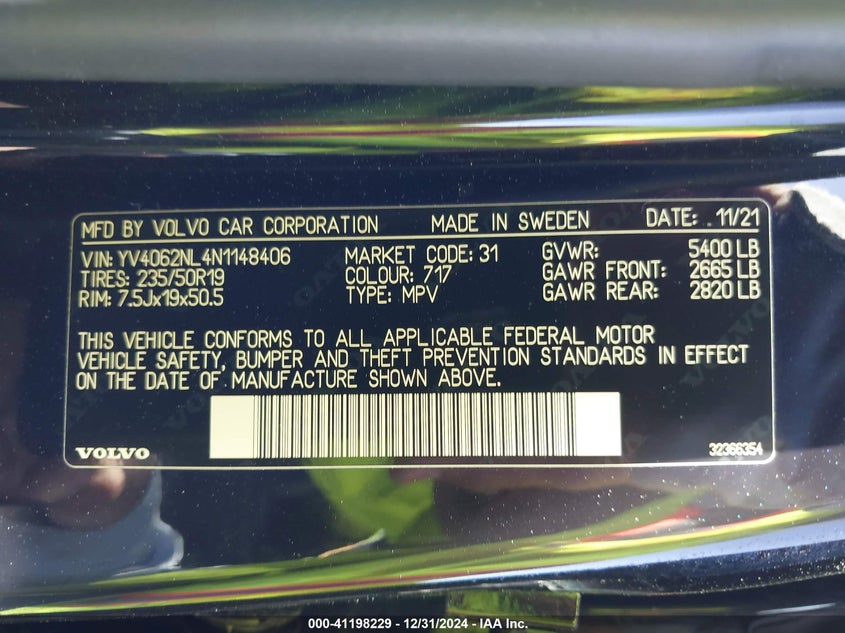 MFD BY VOLVO CAR CORPORATION MADE IN SWEDEN DATE: 11/21
VIN: YV4062NL4N1148406 MARKET CODE: 31 GVWR: 5400 LB
TIRES: 235/50R19 COLOUR: 717 GAWR FRONT: 2665 LB
RIM: 7.5Jx19x50.5 TYPE: MPV GAWR REAR: 2820 LB
THIS VEHICLE CONFORMS TO ALL APPLICABLE FEDERAL MOTOR
VEHICLE SAFETY, BUMPER AND THEFT PREVENTION STANDARDS IN EFFECT
ON THE DATE OF MANUFACTURE SHOWN ABOVE.
VOLVO 32366354
000-41198229 - 12/31/2024 - IAA Inc.